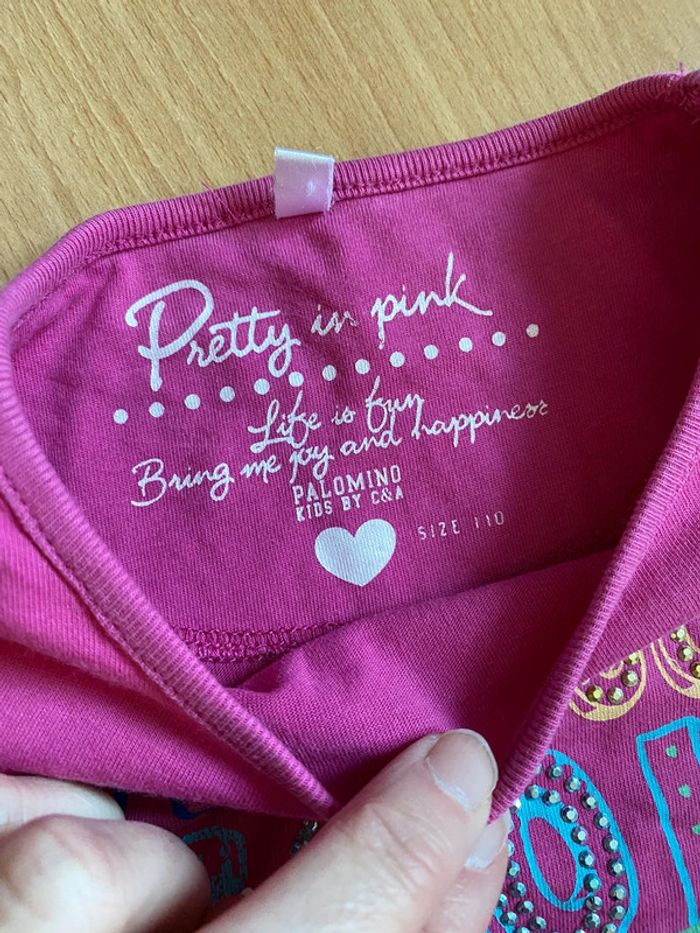 Pretty in pink
Life is fun
Bring me joy and happiness
PALOMINO
KIDS BY C&A
SIZE 110